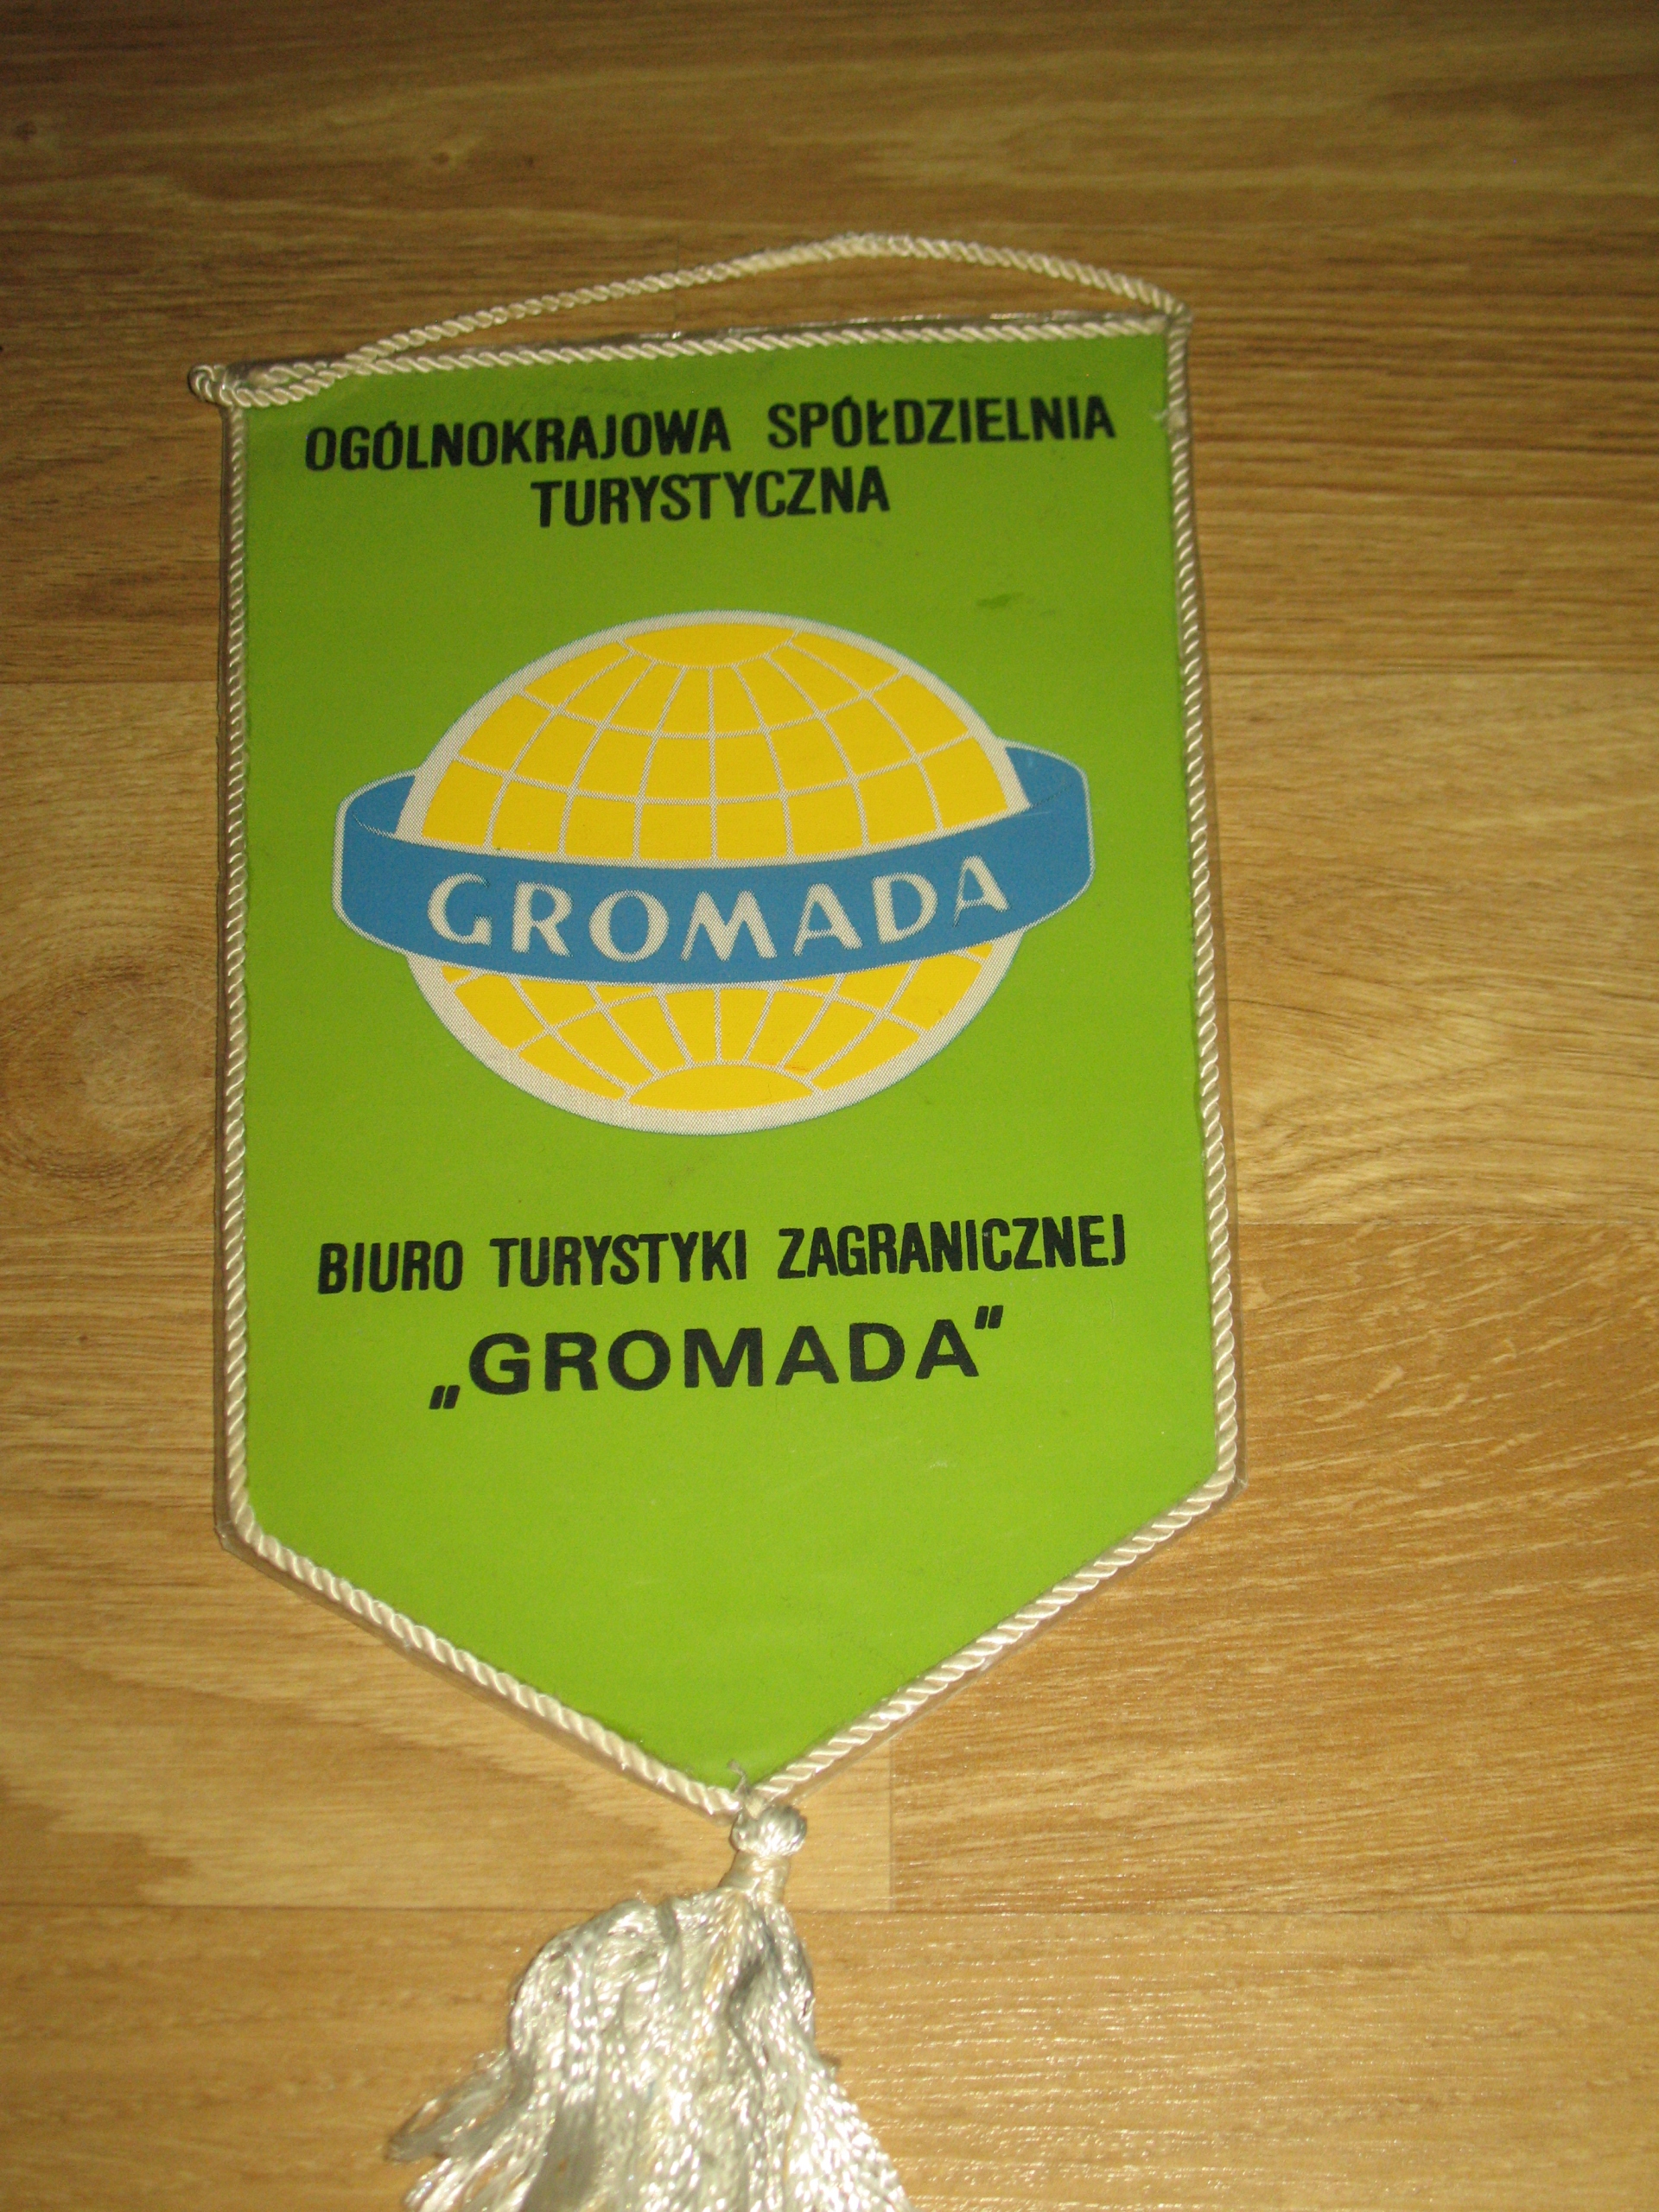 OGÓLNOKRAJOWA SPÓŁDZIELNIA
TURYSTYCZNA
GROMADA
BIURO TURYSTYKI ZAGRANICZNEJ
„GROMADA"